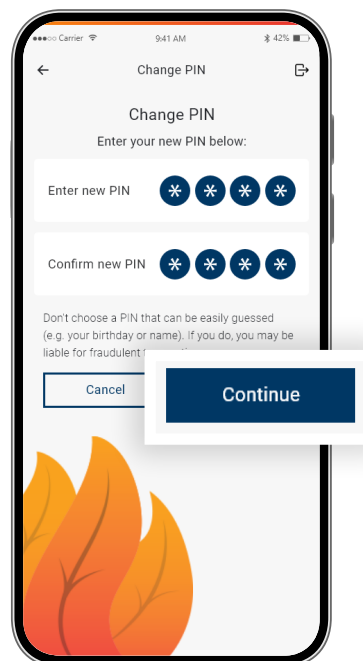 ●●●○○ Carrier 9:41 AM 42%
Change PIN
Change PIN
Enter your new PIN below:
Enter new PIN * * * *
Confirm new PIN * * * *
Don't choose a PIN that can be easily guessed
(e.g. your birthday or name). If you do, you may be
liable for fraudulent
Cancel
Continue